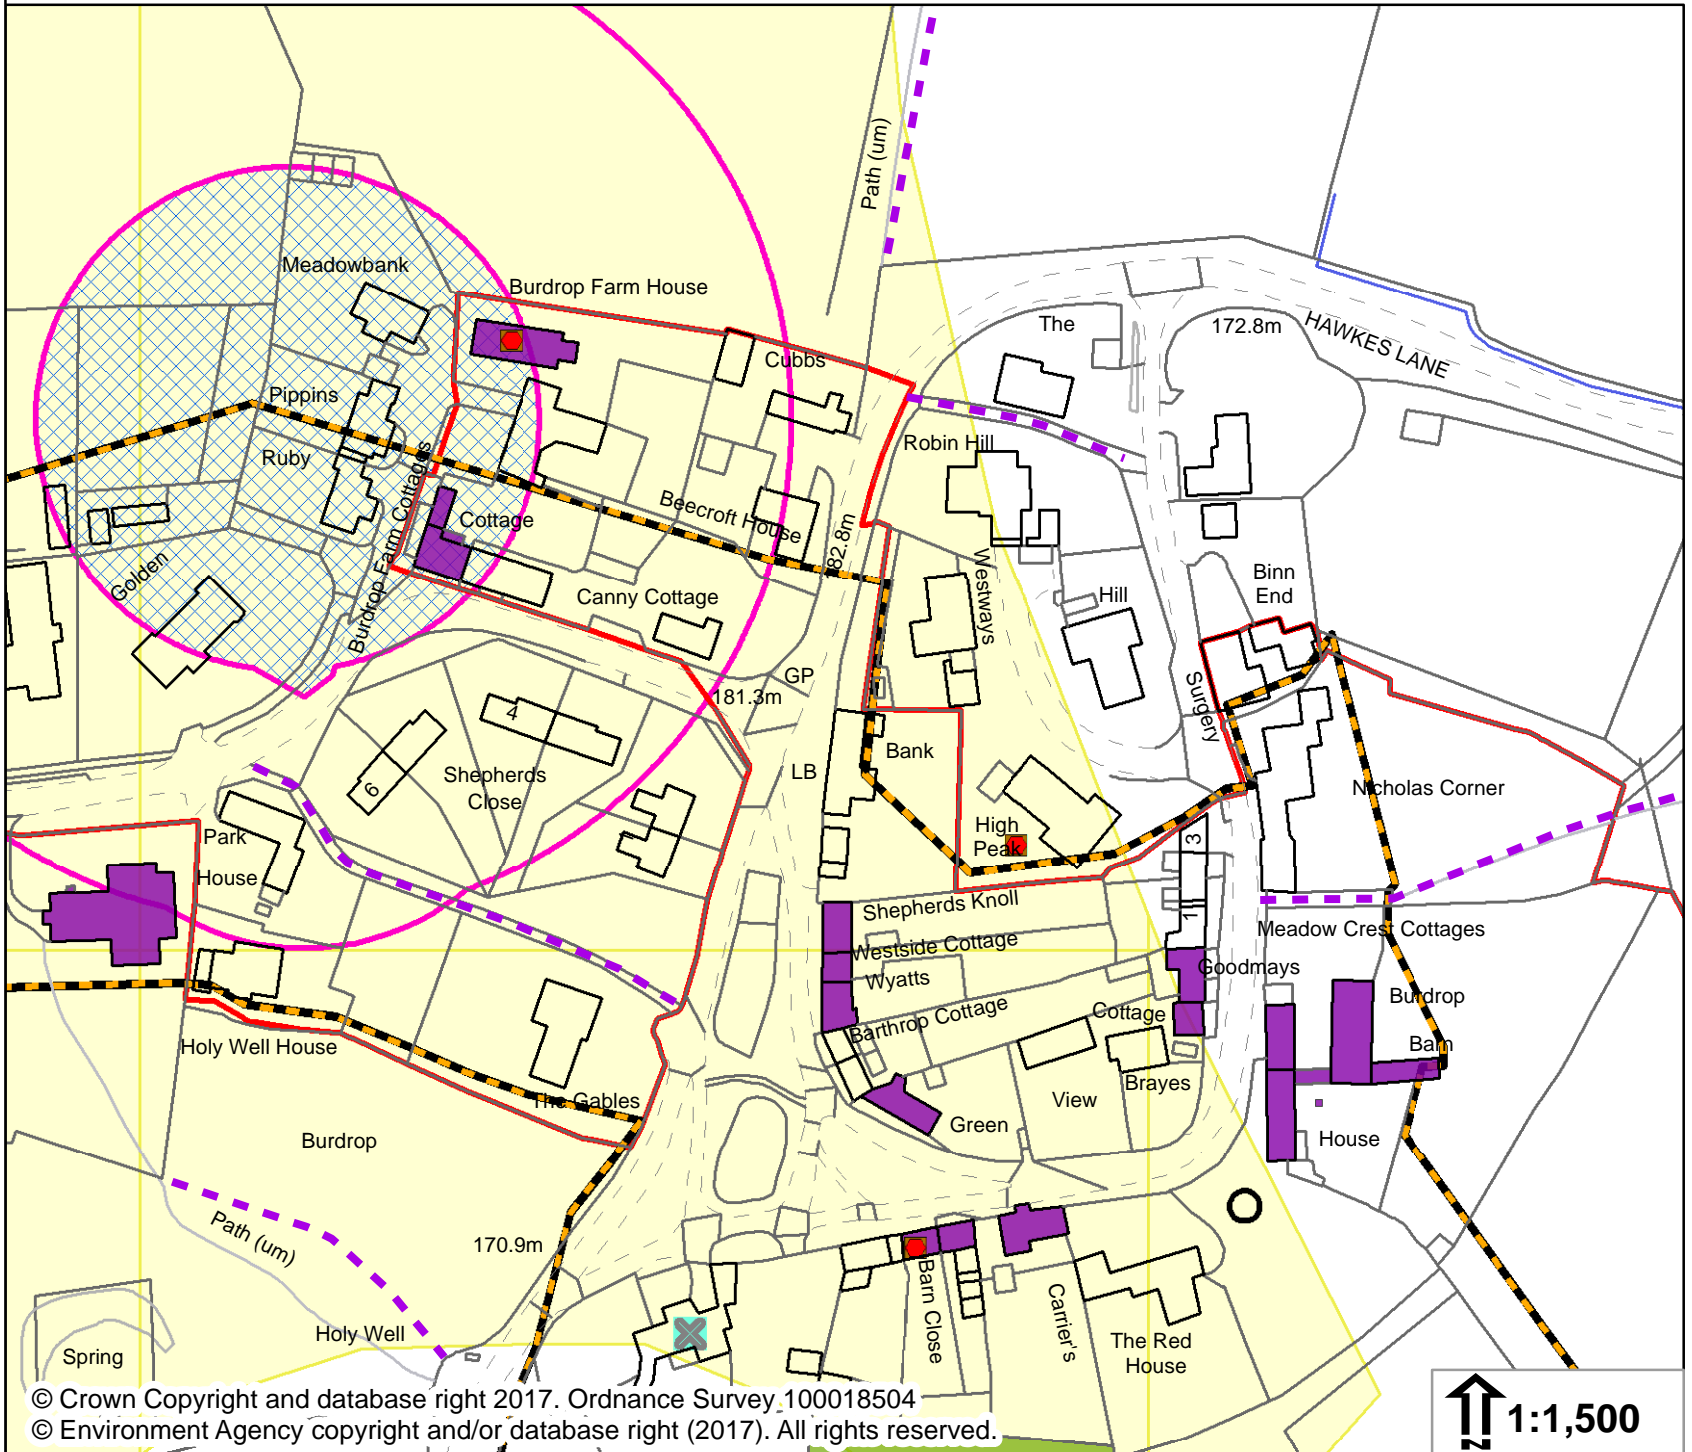 Path (um)
Meadowbank
Burdrop Farm House
The
172.8m
HAWKES LANE
Cubbs
Pippins
Robin Hill
Ruby
Burdrop Farm Cottages
Cottage
Beecroft House
82.8m
Westways
Golden
Canny Cottage
Hill
Binn
End
GP
181.3m
Surgery
4
6
Shepherds
Close
LB
Bank
Nicholas Corner
Park
House
High
Peak
3
1
Shepherds Knoll
Westside Cottage
Wyatts
Meadow Crest Cottages
Goodmays
Burdrop
Barthrop Cottage
Cottage
Barn
Holy Well House
The Gables
Brayes
View
Green
House
Burdrop
Path (um)
170.9m
Holy Well
Spring
Barn Close
Carrier's
The Red
House
© Crown Copyright and database right 2017. Ordnance Survey 100018504
© Environment Agency copyright and/or database right (2017). All rights reserved.
N
1:1,500